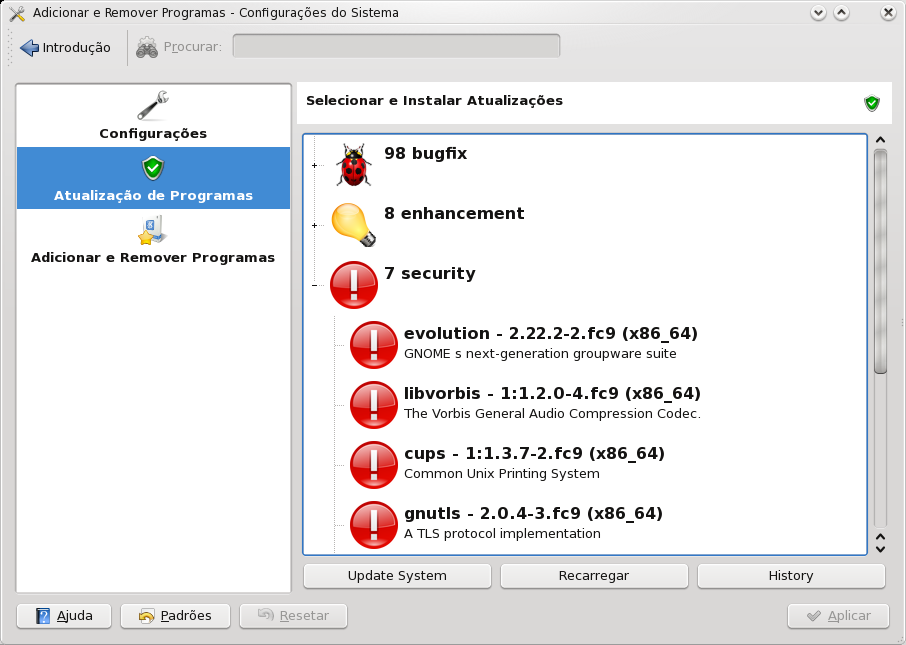 Adicionar e Remover Programas - Configurações do Sistema
Introdução
Procurar:
Configurações
Atualização de Programas
Adicionar e Remover Programas
Selecionar e Instalar Atualizações
98 bugfix
8 enhancement
7 security
evolution - 2.22.2-2.fc9 (x86_64)
GNOME s next-generation groupware suite
libvorbis - 1:1.2.0-4.fc9 (x86_64)
The Vorbis General Audio Compression Codec.
cups - 1:1.3.7-2.fc9 (x86_64)
Common Unix Printing System
gnutls - 2.0.4-3.fc9 (x86_64)
A TLS protocol implementation
Update System
Recarregar
History
Ajuda
Padrões
Resetar
Aplicar